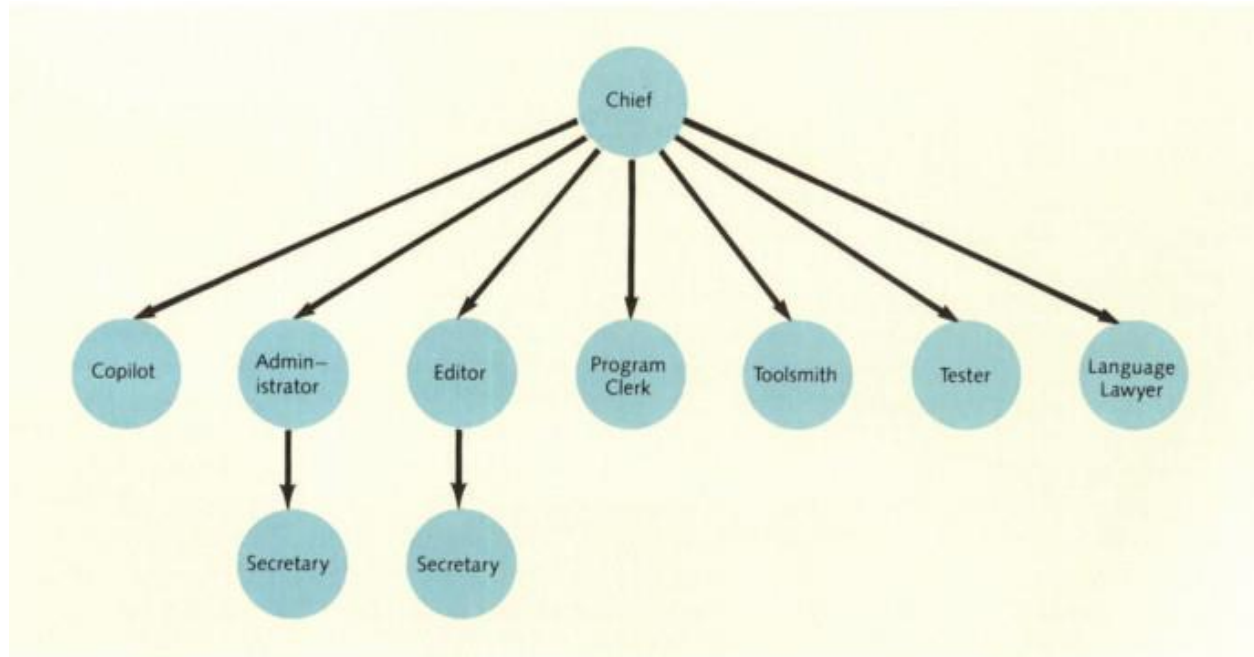 Chief
Copilot
Admin–
istrator
Editor
Program
Clerk
Toolsmith
Tester
Language
Lawyer
Secretary
Secretary